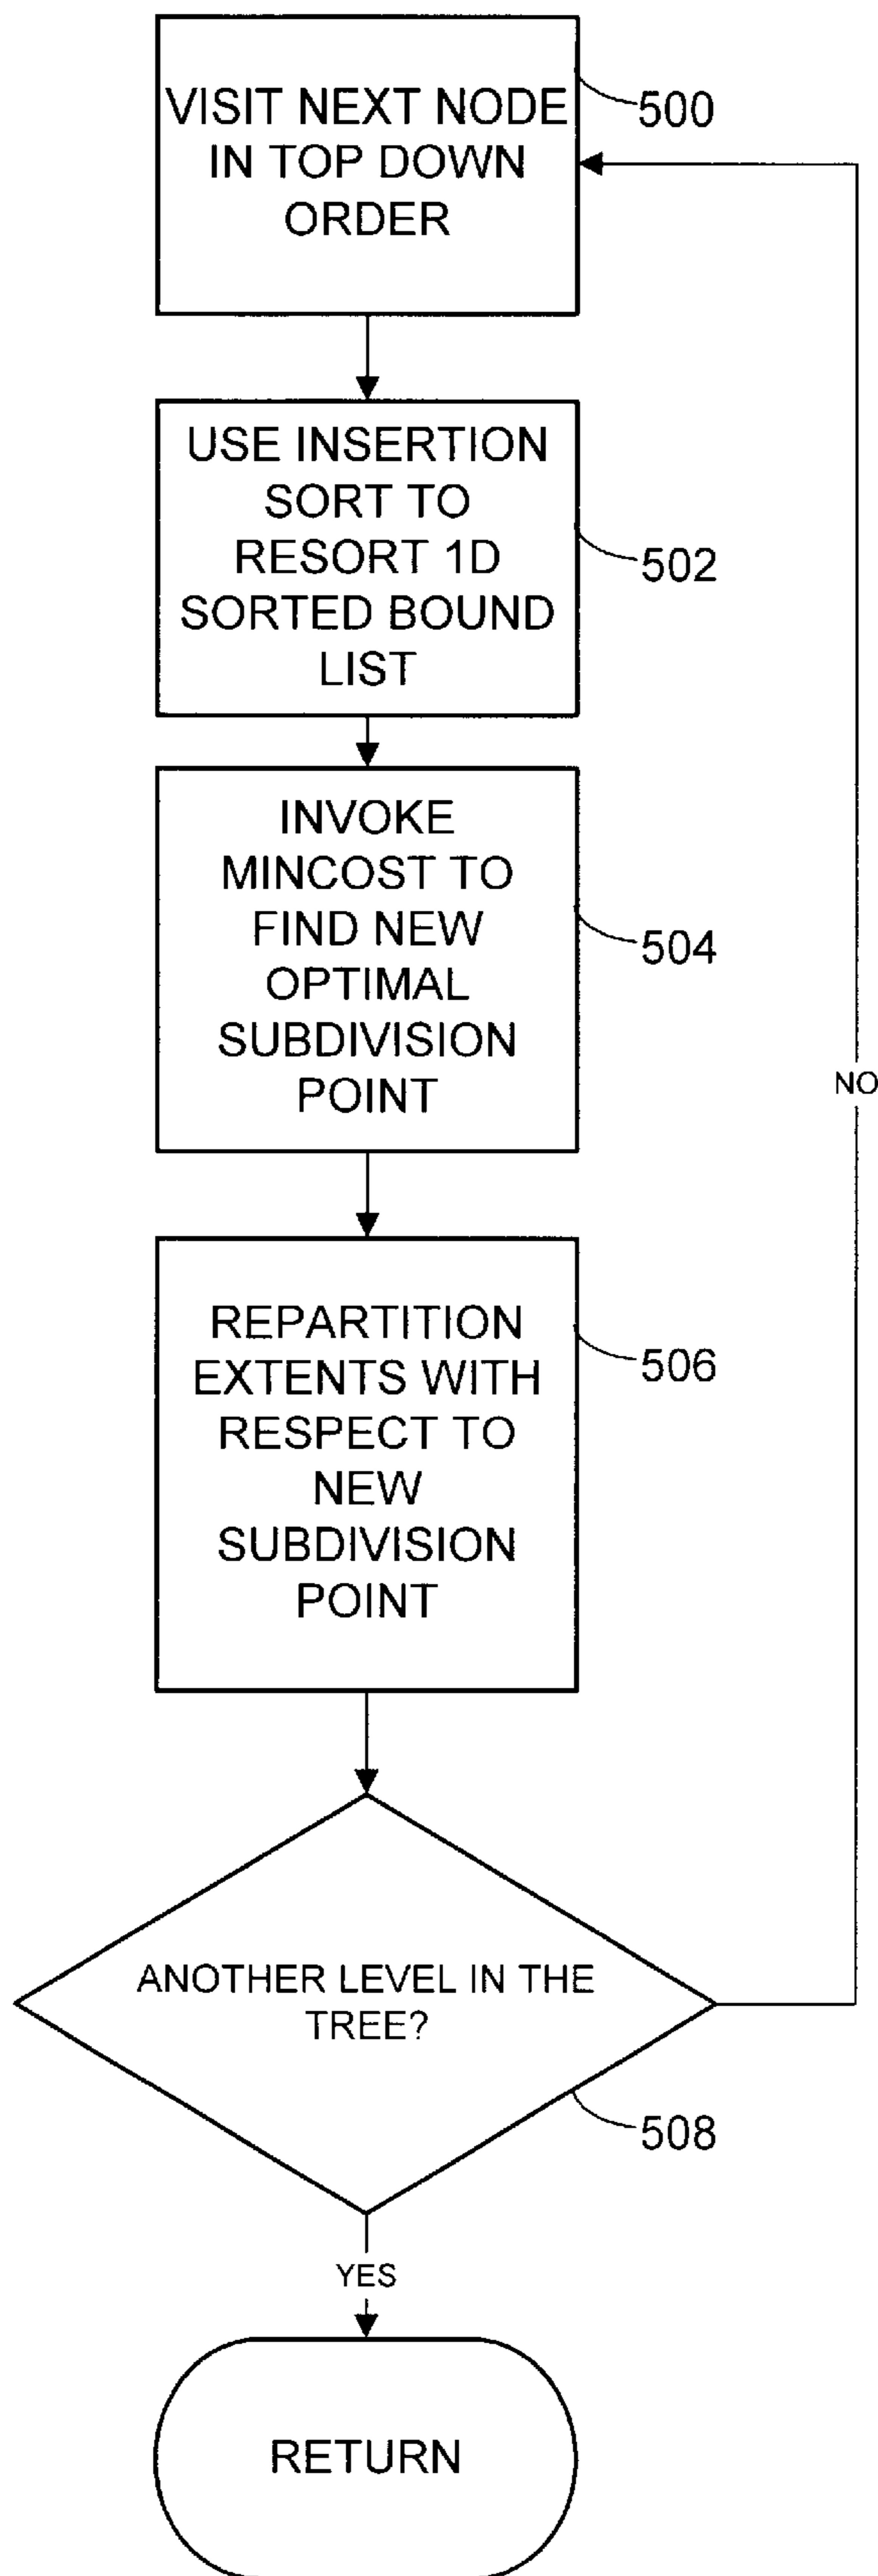 VISIT NEXT NODE
IN TOP DOWN
ORDER
500
USE INSERTION
SORT TO
RESORT 1D
SORTED BOUND
LIST
502
INVOKE
MINCOST TO
FIND NEW
OPTIMAL
SUBDIVISION
POINT
504
NO
REPARTITION
EXTENTS WITH
RESPECT TO
NEW
SUBDIVISION
POINT
506
ANOTHER LEVEL IN THE
TREE?
508
YES
RETURN